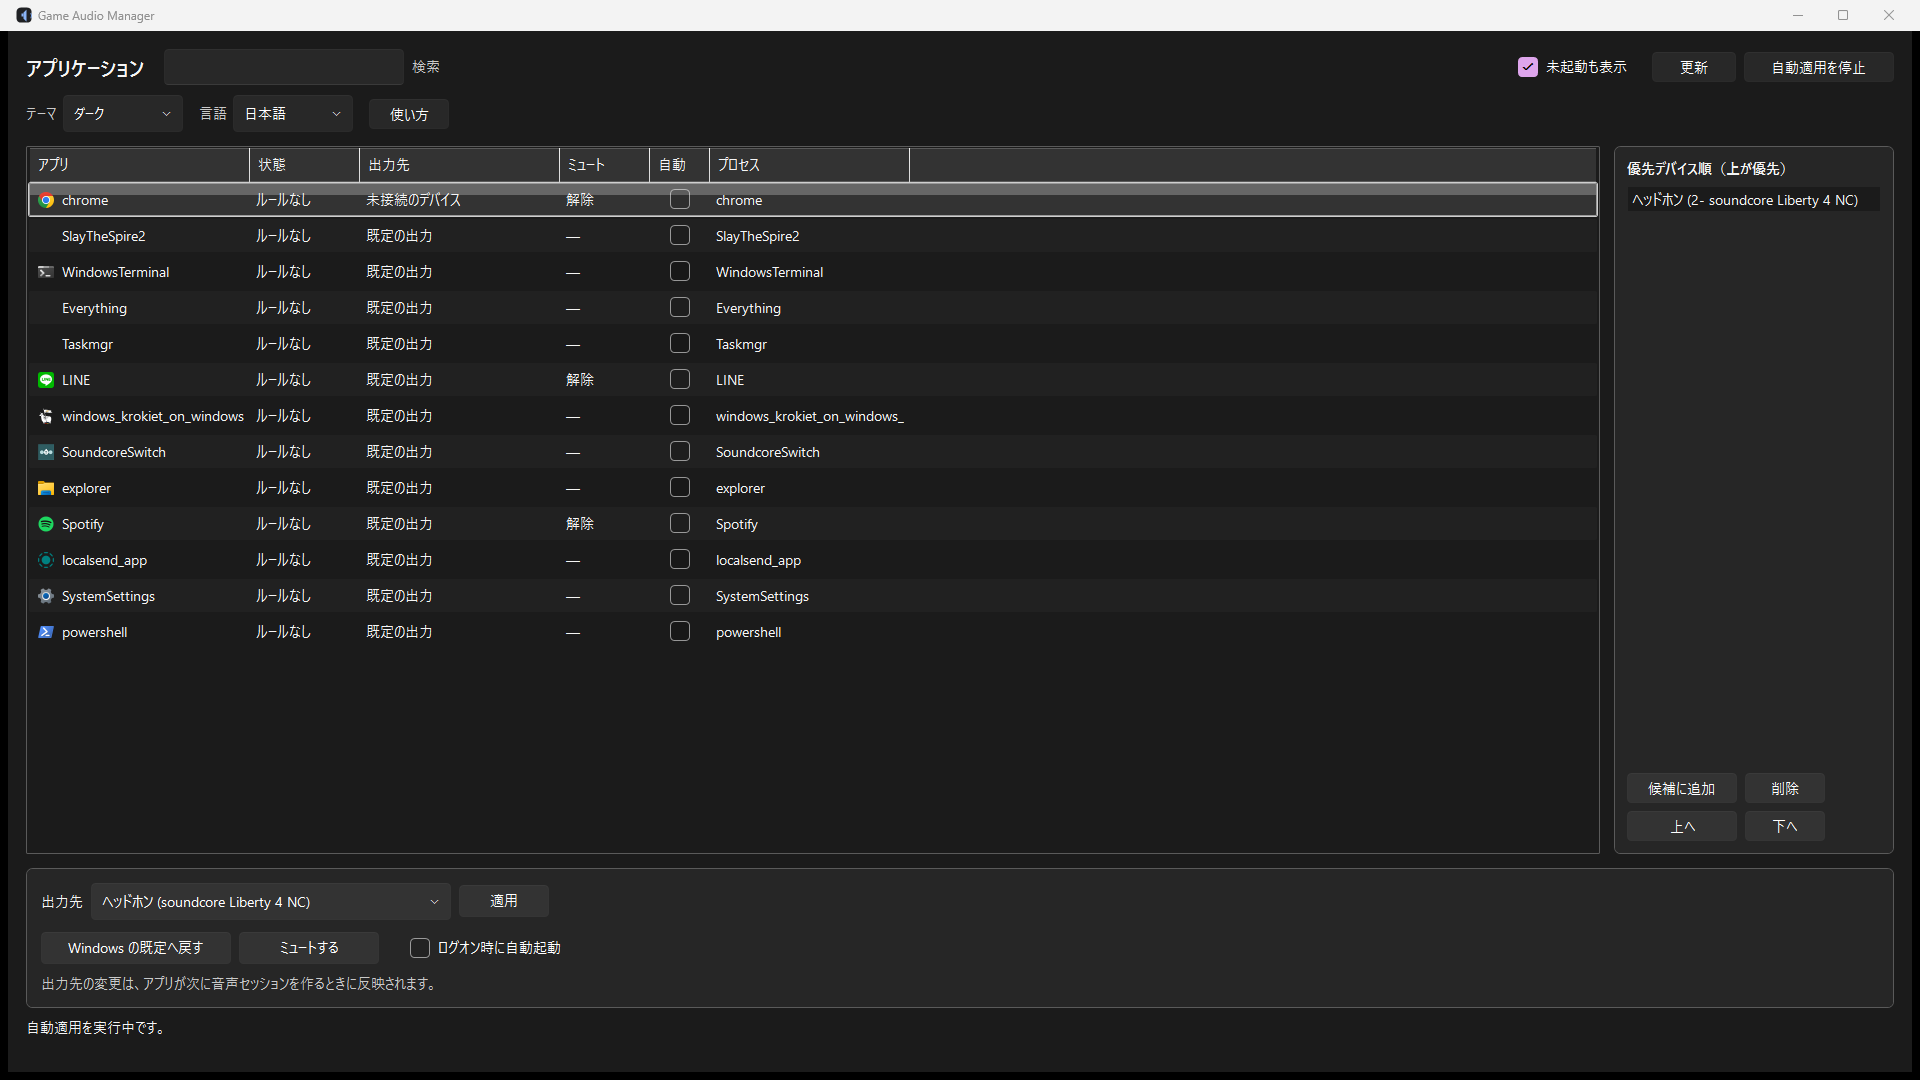 Game Audio Manager
アプリケーション 検索 未起動も表示 更新 自動適用を停止
テーマ ダーク 言語 日本語 使い方
アプリ 状態 出力先 ミュート 自動 プロセス
chrome ルールなし 未接続のデバイス 解除 chrome
SlayTheSpire2 ルールなし 既定の出力 — SlayTheSpire2
WindowsTerminal ルールなし 既定の出力 — WindowsTerminal
Everything ルールなし 既定の出力 — Everything
Taskmgr ルールなし 既定の出力 — Taskmgr
LINE ルールなし 既定の出力 解除 LINE
windows_krokiet_on_windows ルールなし 既定の出力 — windows_krokiet_on_windows_
SoundcoreSwitch ルールなし 既定の出力 — SoundcoreSwitch
explorer ルールなし 既定の出力 — explorer
Spotify ルールなし 既定の出力 解除 Spotify
localsend_app ルールなし 既定の出力 — localsend_app
SystemSettings ルールなし 既定の出力 — SystemSettings
powershell ルールなし 既定の出力 — powershell
優先デバイス順（上が優先）
ヘッドホン (2- soundcore Liberty 4 NC)
候補に追加 削除
上へ 下へ
出力先 ヘッドホン (soundcore Liberty 4 NC) 適用
Windows の既定へ戻す ミュートする ログオン時に自動起動
出力先の変更は、アプリが次に音声セッションを作るときに反映されます。
自動適用を実行中です。